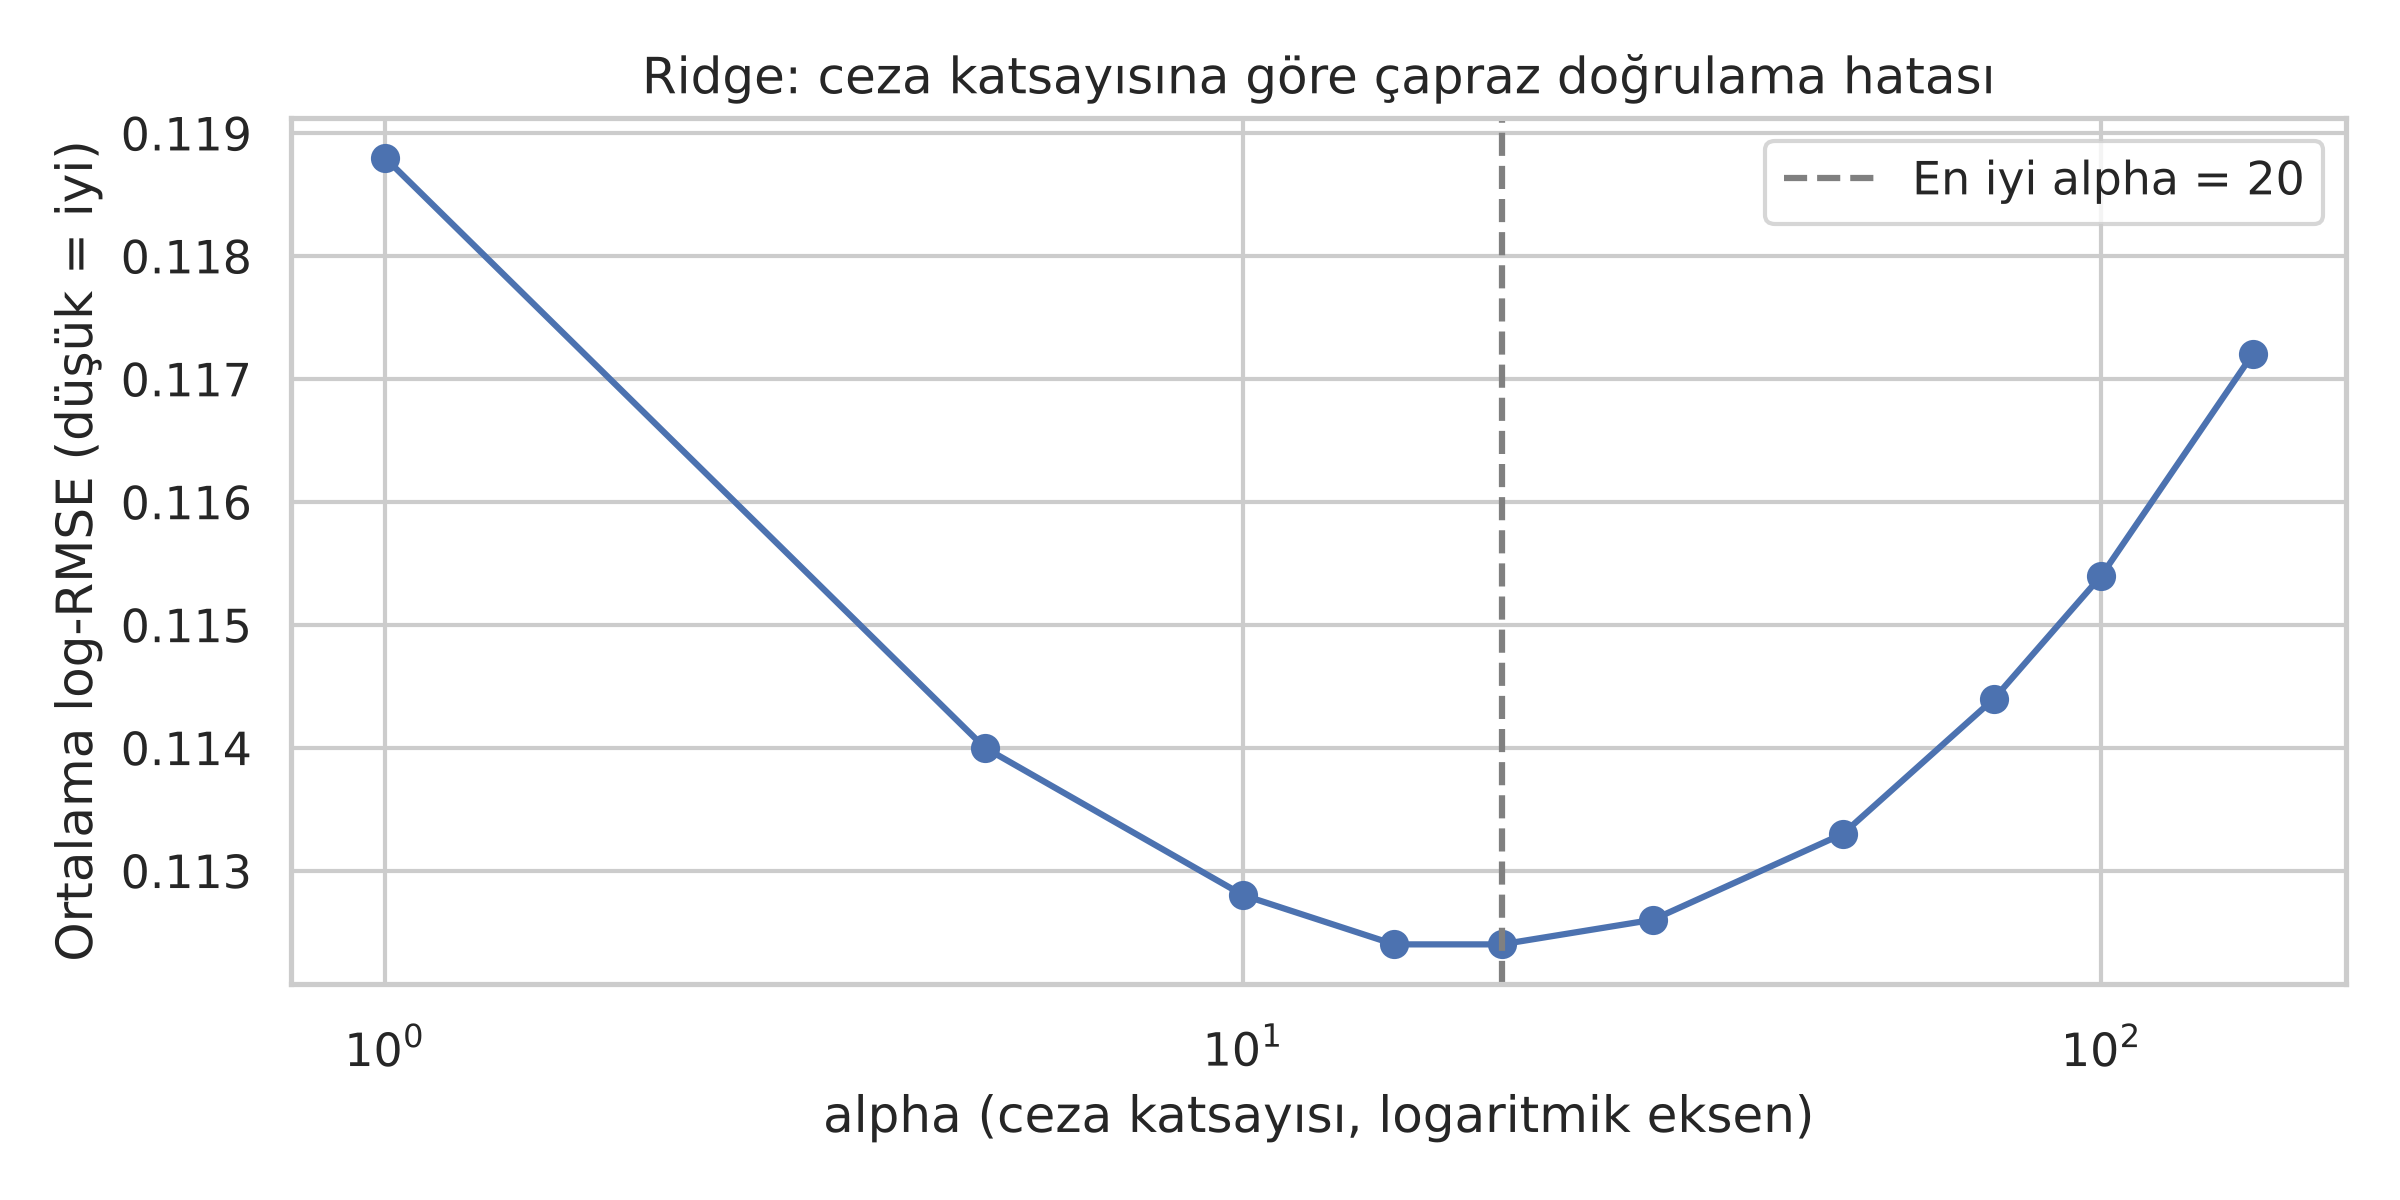 Ridge: ceza katsayısına göre çapraz doğrulama hatası
Ortalama log-RMSE (düşük = iyi)
0.119
0.118
0.117
0.116
0.115
0.114
0.113
En iyi alpha = 20
10⁰
10¹
10²
alpha (ceza katsayısı, logaritmik eksen)